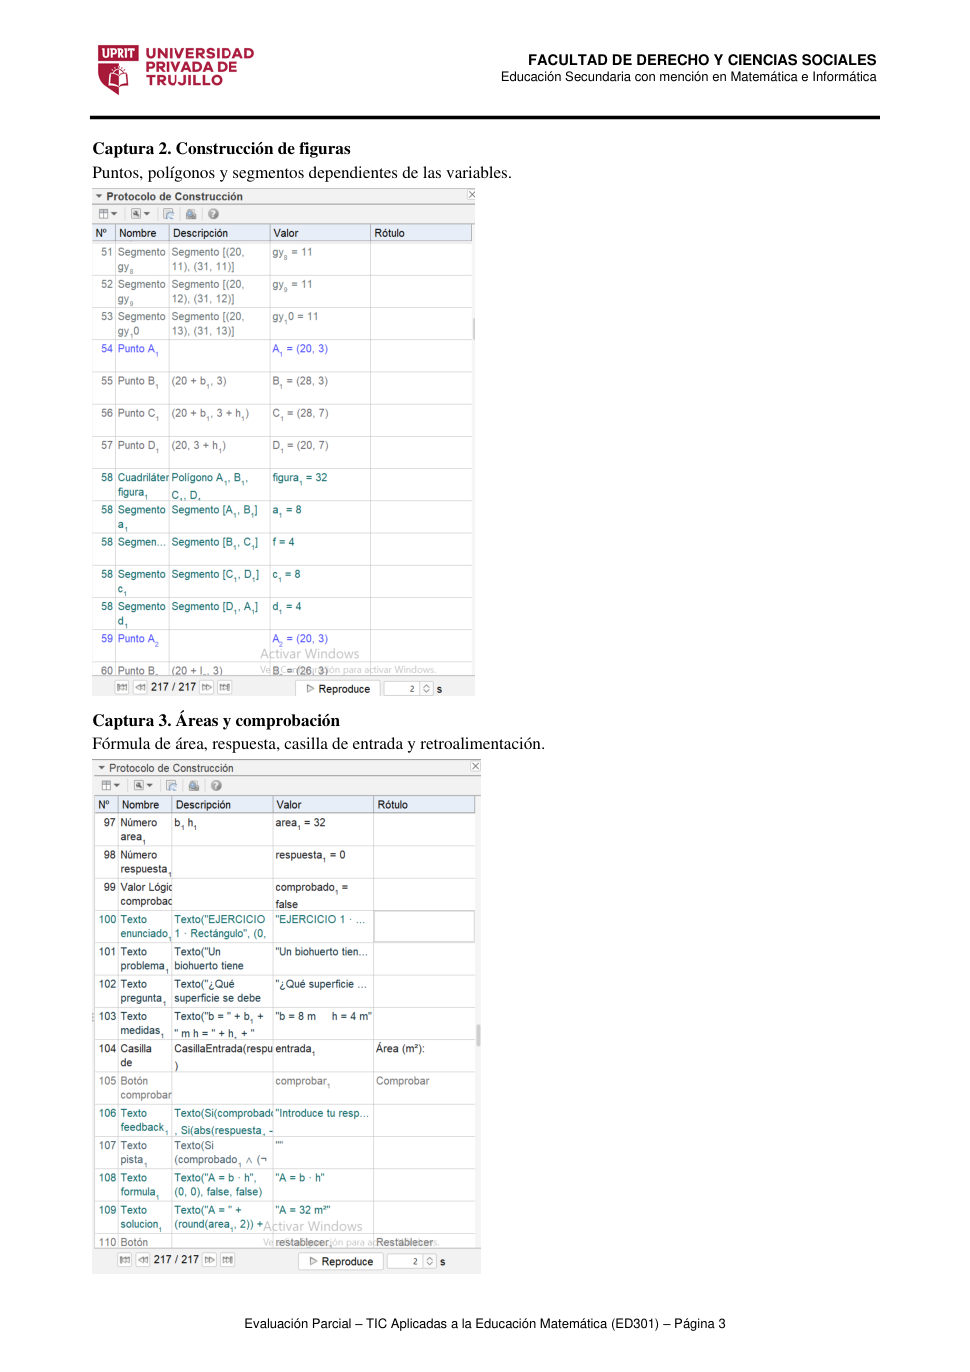 UPRIT
UNIVERSIDAD
PRIVADA DE
TRUJILLO
FACULTAD DE DERECHO Y CIENCIAS SOCIALES
Educación Secundaria con mención en Matemática e Informática
Captura 2. Construcción de figuras
Puntos, polígonos y segmentos dependientes de las variables.
Protocolo de Construcción
Nº Nombre Descripción Valor Rótulo
51 Segmento Segmento [(20, gy₈ = 11
gy₈ 11), (31, 11)]
52 Segmento Segmento [(20, gy₉ = 11
gy₉ 12), (31, 12)]
53 Segmento Segmento [(20, gy₁0 = 11
gy₁0 13), (31, 13)]
54 Punto A₁ A₁ = (20, 3)
55 Punto B₁ (20 + b₁, 3) B₁ = (28, 3)
56 Punto C₁ (20 + b₁, 3 + h₁) C₁ = (28, 7)
57 Punto D₁ (20, 3 + h₁) D₁ = (20, 7)
58 Cuadriláter Polígono A₁, B₁, figura₁ = 32
figura₁ C₁, D₁
58 Segmento Segmento [A₁, B₁] a₁ = 8
a₁
58 Segmen... Segmento [B₁, C₁] f = 4
58 Segmento Segmento [C₁, D₁] c₁ = 8
c₁
58 Segmento Segmento [D₁, A₁] d₁ = 4
d₁
59 Punto A₂ A₂ = (20, 3)
Activar Windows
60 Punto B₂ (20 + l₂, 3) B₂ = (26, 3)
para activar Windows.
217 / 217 Reproduce 2 s
Captura 3. Áreas y comprobación
Fórmula de área, respuesta, casilla de entrada y retroalimentación.
Protocolo de Construcción
Nº Nombre Descripción Valor Rótulo
97 Número b₁ h₁ area₁ = 32
area₁
98 Número respuesta₁ = 0
respuesta₁
99 Valor Lógic comprobado₁ =
comprobac false
100 Texto Texto("EJERCICIO "EJERCICIO 1 · ...
enunciado₁ 1 · Rectángulo", (0,
101 Texto Texto("Un "Un biohuerto tien...
problema₁ biohuerto tiene
102 Texto Texto("¿Qué "¿Qué superficie ...
pregunta₁ superficie se debe
103 Texto Texto("b = " + b₁ + "b = 8 m h = 4 m"
medidas₁ " m h = " + h₁ + "
104 Casilla CasillaEntrada(respu entrada₁ Área (m²):
de )
105 Botón comprobar₁ Comprobar
comprobar
106 Texto Texto(Si(comprobado "Introduce tu resp...
feedback₁ , Si(abs(respuesta₁ -
107 Texto Texto(Si ""
pista₁ (comprobado₁ ∧ (¬
108 Texto Texto("A = b · h", "A = b · h"
formula₁ (0, 0), false, false)
109 Texto Texto("A = " + "A = 32 m²"
solucion₁ (round(area₁, 2)) +
Activar Windows
110 Botón restablecer₁ Restablecer
217 / 217 Reproduce 2 s
Evaluación Parcial – TIC Aplicadas a la Educación Matemática (ED301) – Página 3